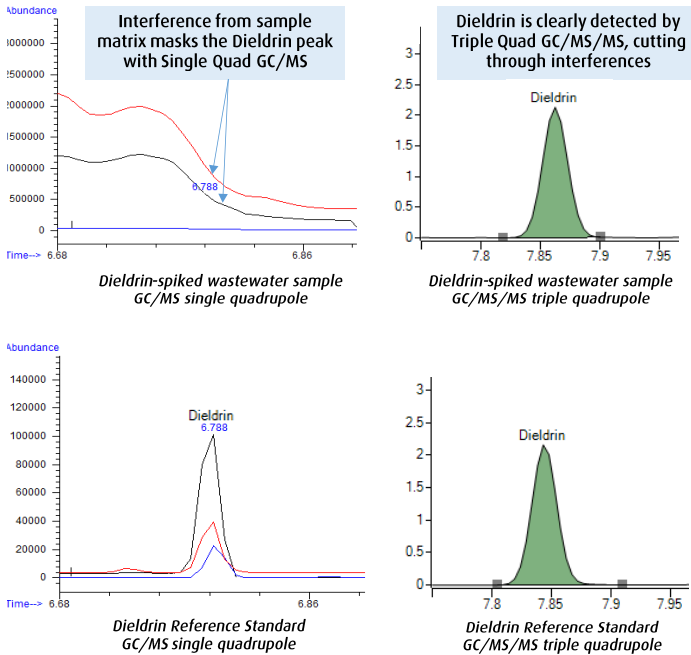 Abundance
Interference from sample
matrix masks the Dieldrin peak
with Single Quad GC/MS
3000000
2500000
2000000
1500000
1000000
500000
0
6.788
Time-->
6.68
6.86
Dieldrin-spiked wastewater sample
GC/MS single quadrupole
Dieldrin is clearly detected by
Triple Quad GC/MS/MS, cutting
through interferences
Dieldrin
3
2.5
2
1.5
1
0.5
0
7.8
7.85
7.9
7.95
Dieldrin-spiked wastewater sample
GC/MS/MS triple quadrupole
Abundance
140000
120000
100000
80000
60000
40000
20000
0
Dieldrin
6.788
Time-->
6.68
6.86
Dieldrin Reference Standard
GC/MS single quadrupole
Dieldrin
3
2.5
2
1.5
1
0.5
0
7.8
7.85
7.9
7.95
Dieldrin Reference Standard
GC/MS/MS triple quadrupole